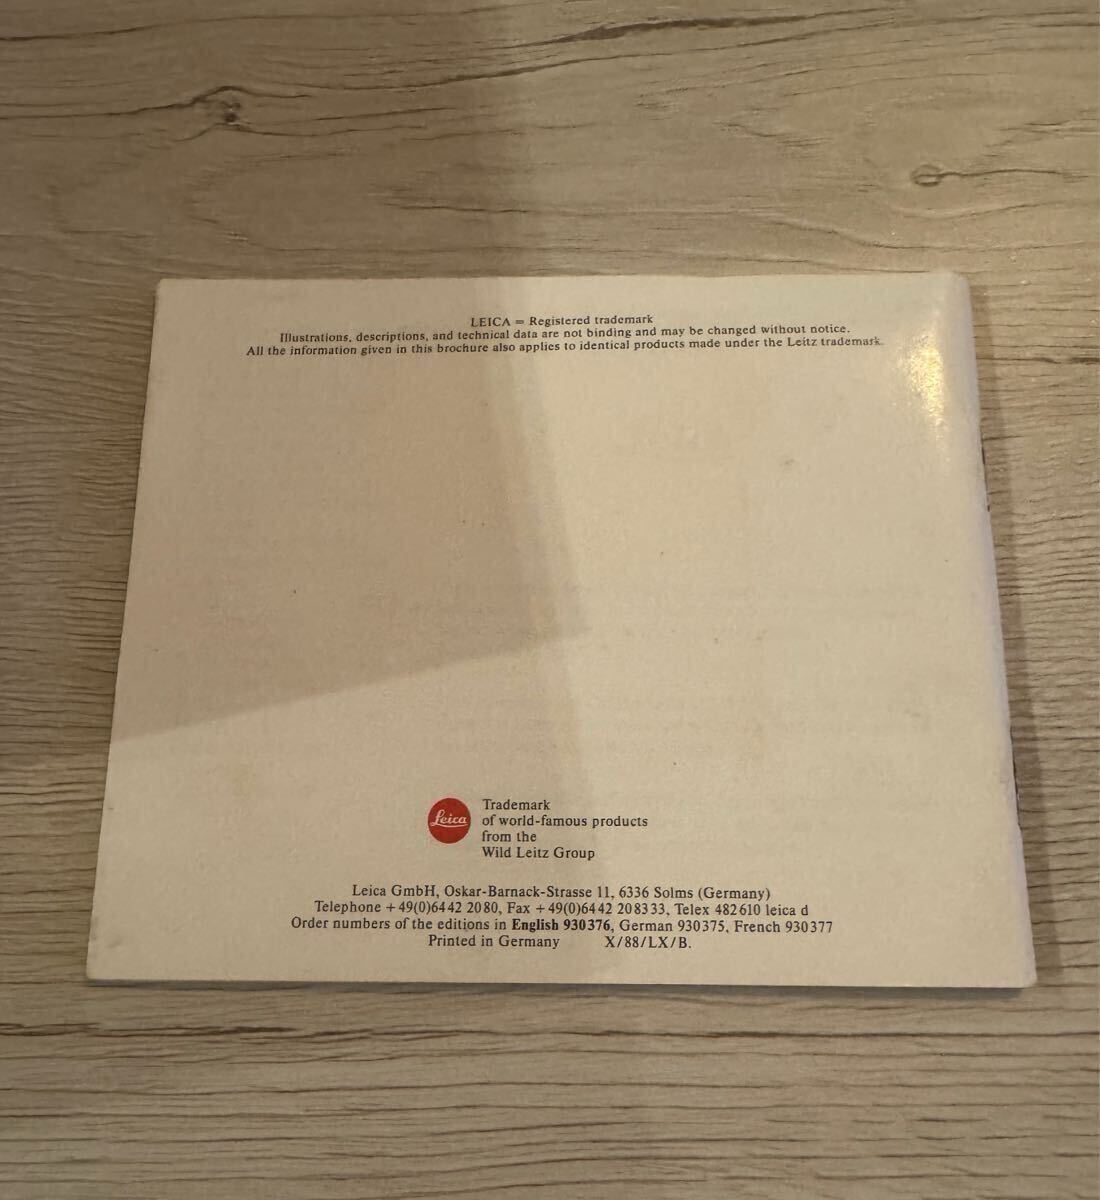 LEICA = Registered trademark
Illustrations, descriptions, and technical data are not binding and may be changed without notice.
All the information given in this brochure also applies to identical products made under the Leitz trademark.
Leica
Trademark
of world-famous products
from the
Wild Leitz Group
Leica GmbH, Oskar-Barnack-Strasse 11, 6336 Solms (Germany)
Telephone +49(0)6442 2080, Fax +49(0)6442 208333, Telex 482610 leica d
Order numbers of the editions in English 930376, German 930375, French 930377
Printed in Germany X/88/LX/B.